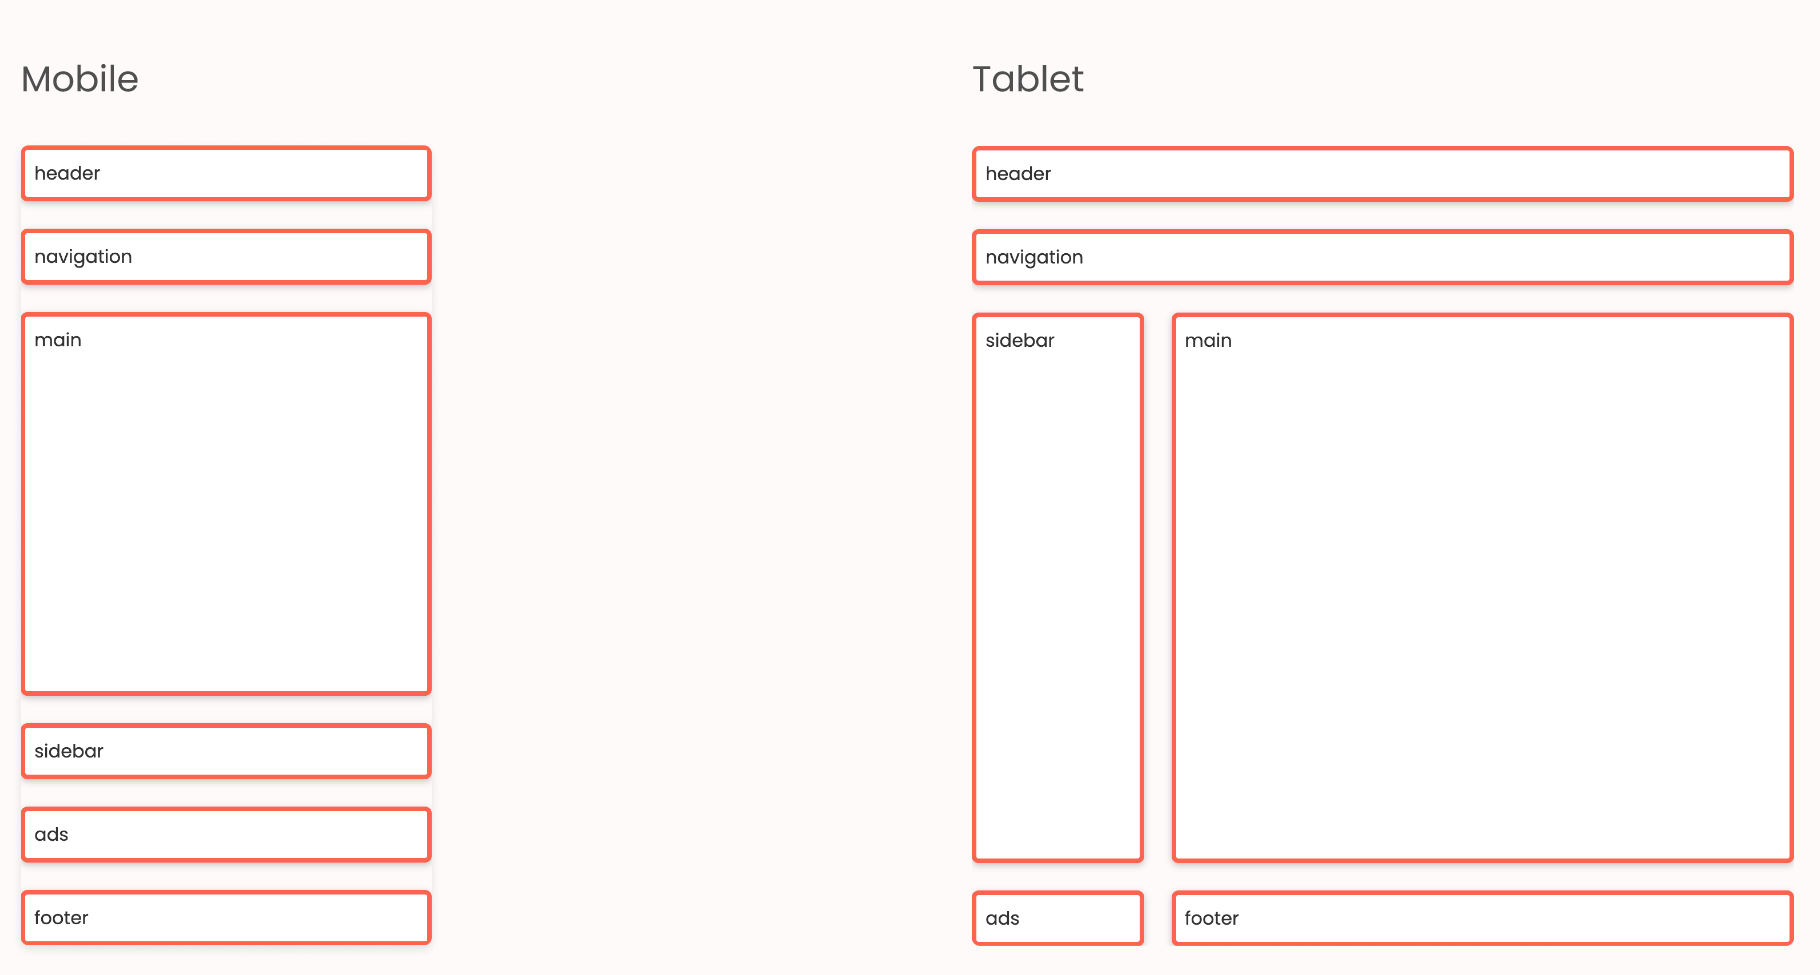 Mobile
header
navigation
main
sidebar
ads
footer
Tablet
header
navigation
sidebar
main
ads
footer